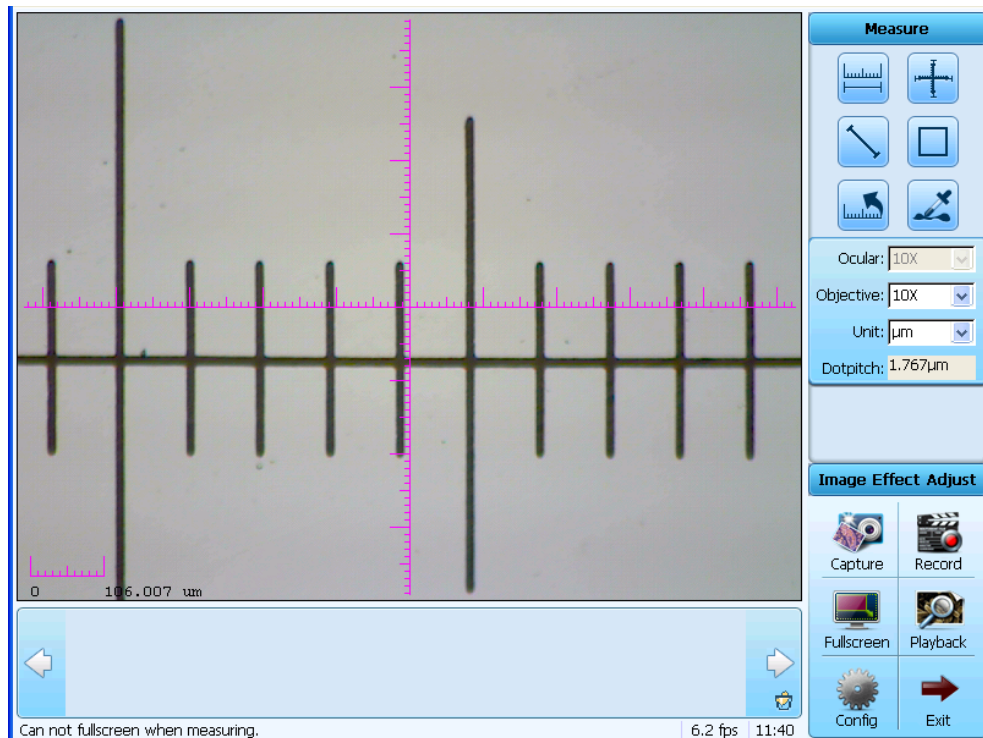 Measure
Ocular: 10X
Objective: 10X
Unit: µm
Dotpitch: 1.767µm
Image Effect Adjust
Capture Record
Fullscreen Playback
Config Exit
0 106.007 um
Can not fullscreen when measuring. 6.2 fps 11:40